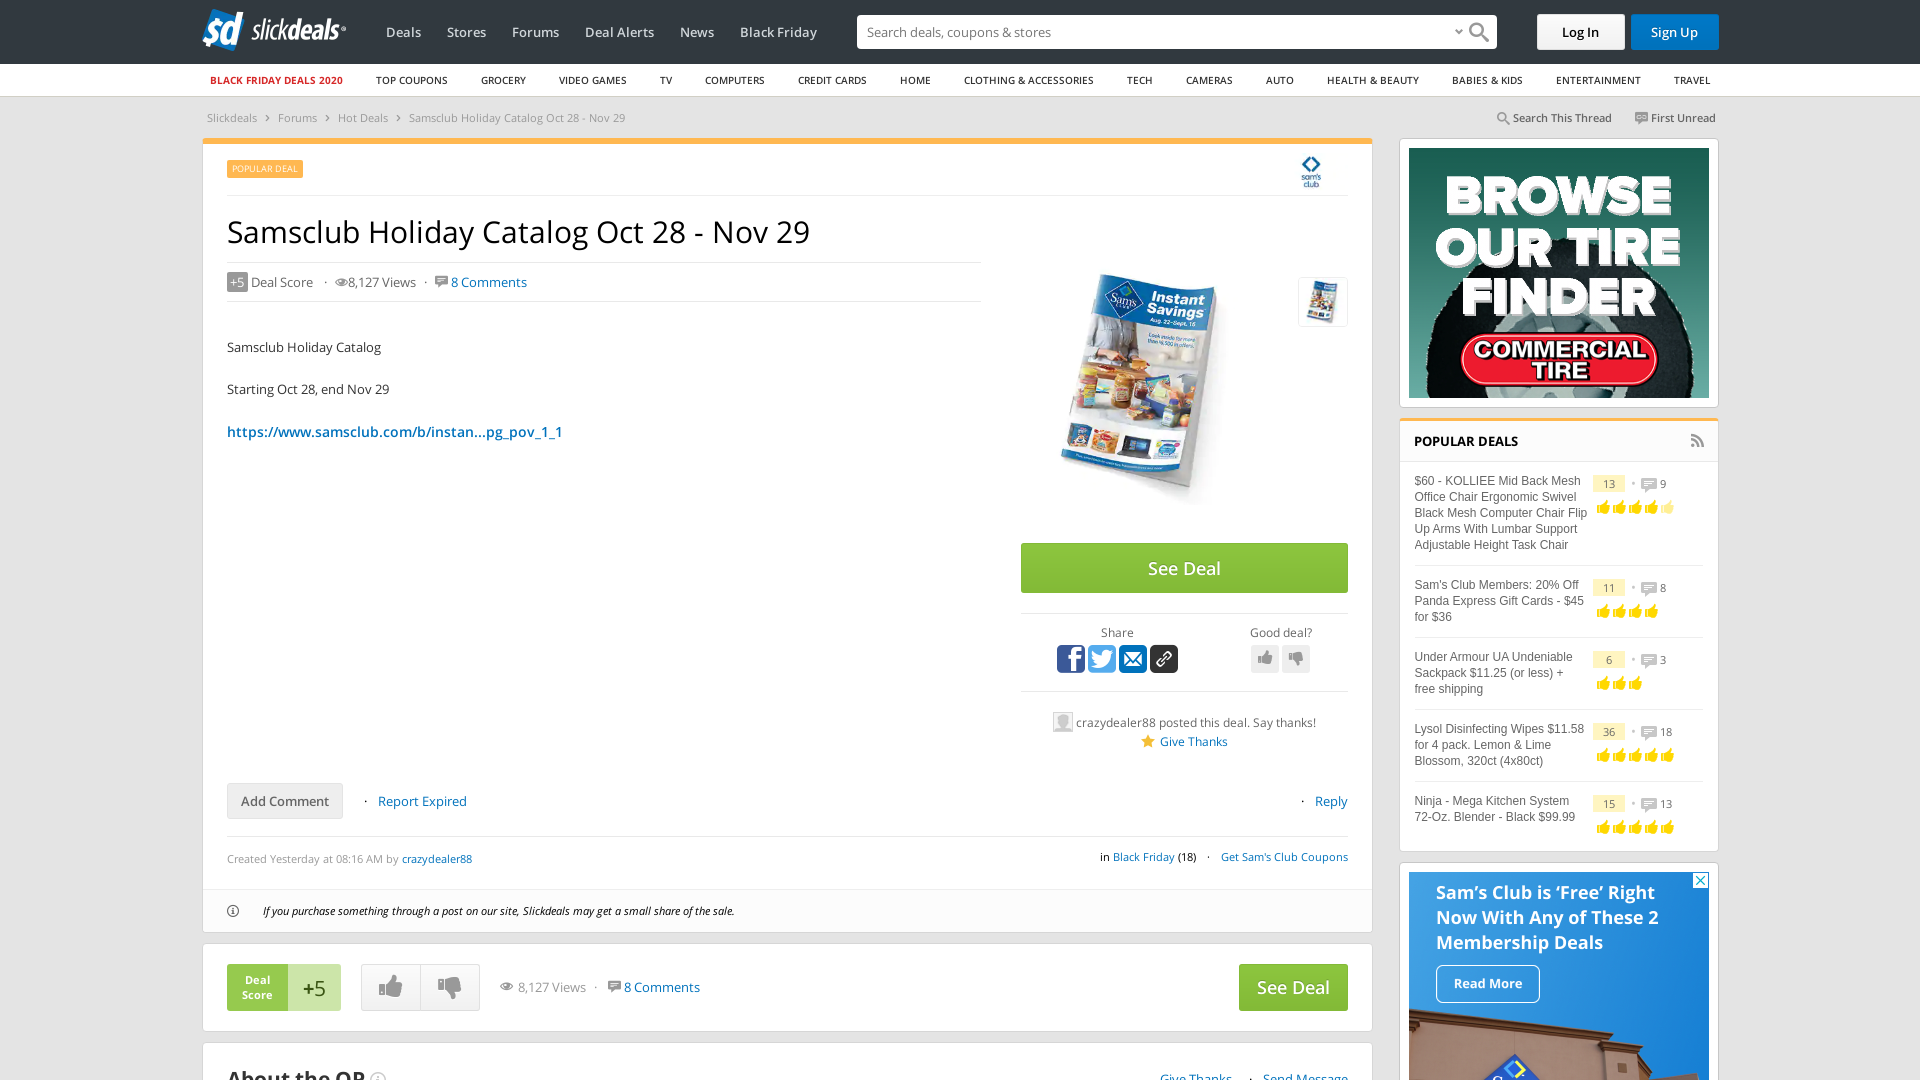 slickdeals
Deals
Stores
Forums
Deal Alerts
News
Black Friday
Search deals, coupons & stores
Log In
Sign Up
BLACK FRIDAY DEALS 2020
TOP COUPONS
GROCERY
VIDEO GAMES
TV
COMPUTERS
CREDIT CARDS
HOME
CLOTHING & ACCESSORIES
TECH
CAMERAS
AUTO
HEALTH & BEAUTY
BABIES & KIDS
ENTERTAINMENT
TRAVEL
Slickdeals › Forums › Hot Deals › Samsclub Holiday Catalog Oct 28 - Nov 29
Search This Thread
First Unread
POPULAR DEAL
sam's
club
Samsclub Holiday Catalog Oct 28 - Nov 29
+5 Deal Score · 8,127 Views · 8 Comments
Samsclub Holiday Catalog
Starting Oct 28, end Nov 29
https://www.samsclub.com/b/instan...pg_pov_1_1
Sam's
Instant
Savings
Aug. 22–Sept. 16
See Deal
Share
Good deal?
crazydealer88 posted this deal. Say thanks!
Give Thanks
Add Comment
· Report Expired
· Reply
Created Yesterday at 08:16 AM by crazydealer88
in Black Friday (18) · Get Sam's Club Coupons
If you purchase something through a post on our site, Slickdeals may get a small share of the sale.
Deal
Score
+5
8,127 Views · 8 Comments
See Deal
About the OP
Give Thanks · Send Message
BROWSE
OUR TIRE
FINDER
COMMERCIAL
TIRE
POPULAR DEALS
$60 - KOLLIEE Mid Back Mesh
Office Chair Ergonomic Swivel
Black Mesh Computer Chair Flip
Up Arms With Lumbar Support
Adjustable Height Task Chair
13 • 9
Sam's Club Members: 20% Off
Panda Express Gift Cards - $45
for $36
11 • 8
Under Armour UA Undeniable
Sackpack $11.25 (or less) +
free shipping
6 • 3
Lysol Disinfecting Wipes $11.58
for 4 pack. Lemon & Lime
Blossom, 320ct (4x80ct)
36 • 18
Ninja - Mega Kitchen System
72-Oz. Blender - Black $99.99
15 • 13
Sam's Club is ‘Free’ Right
Now With Any of These 2
Membership Deals
Read More